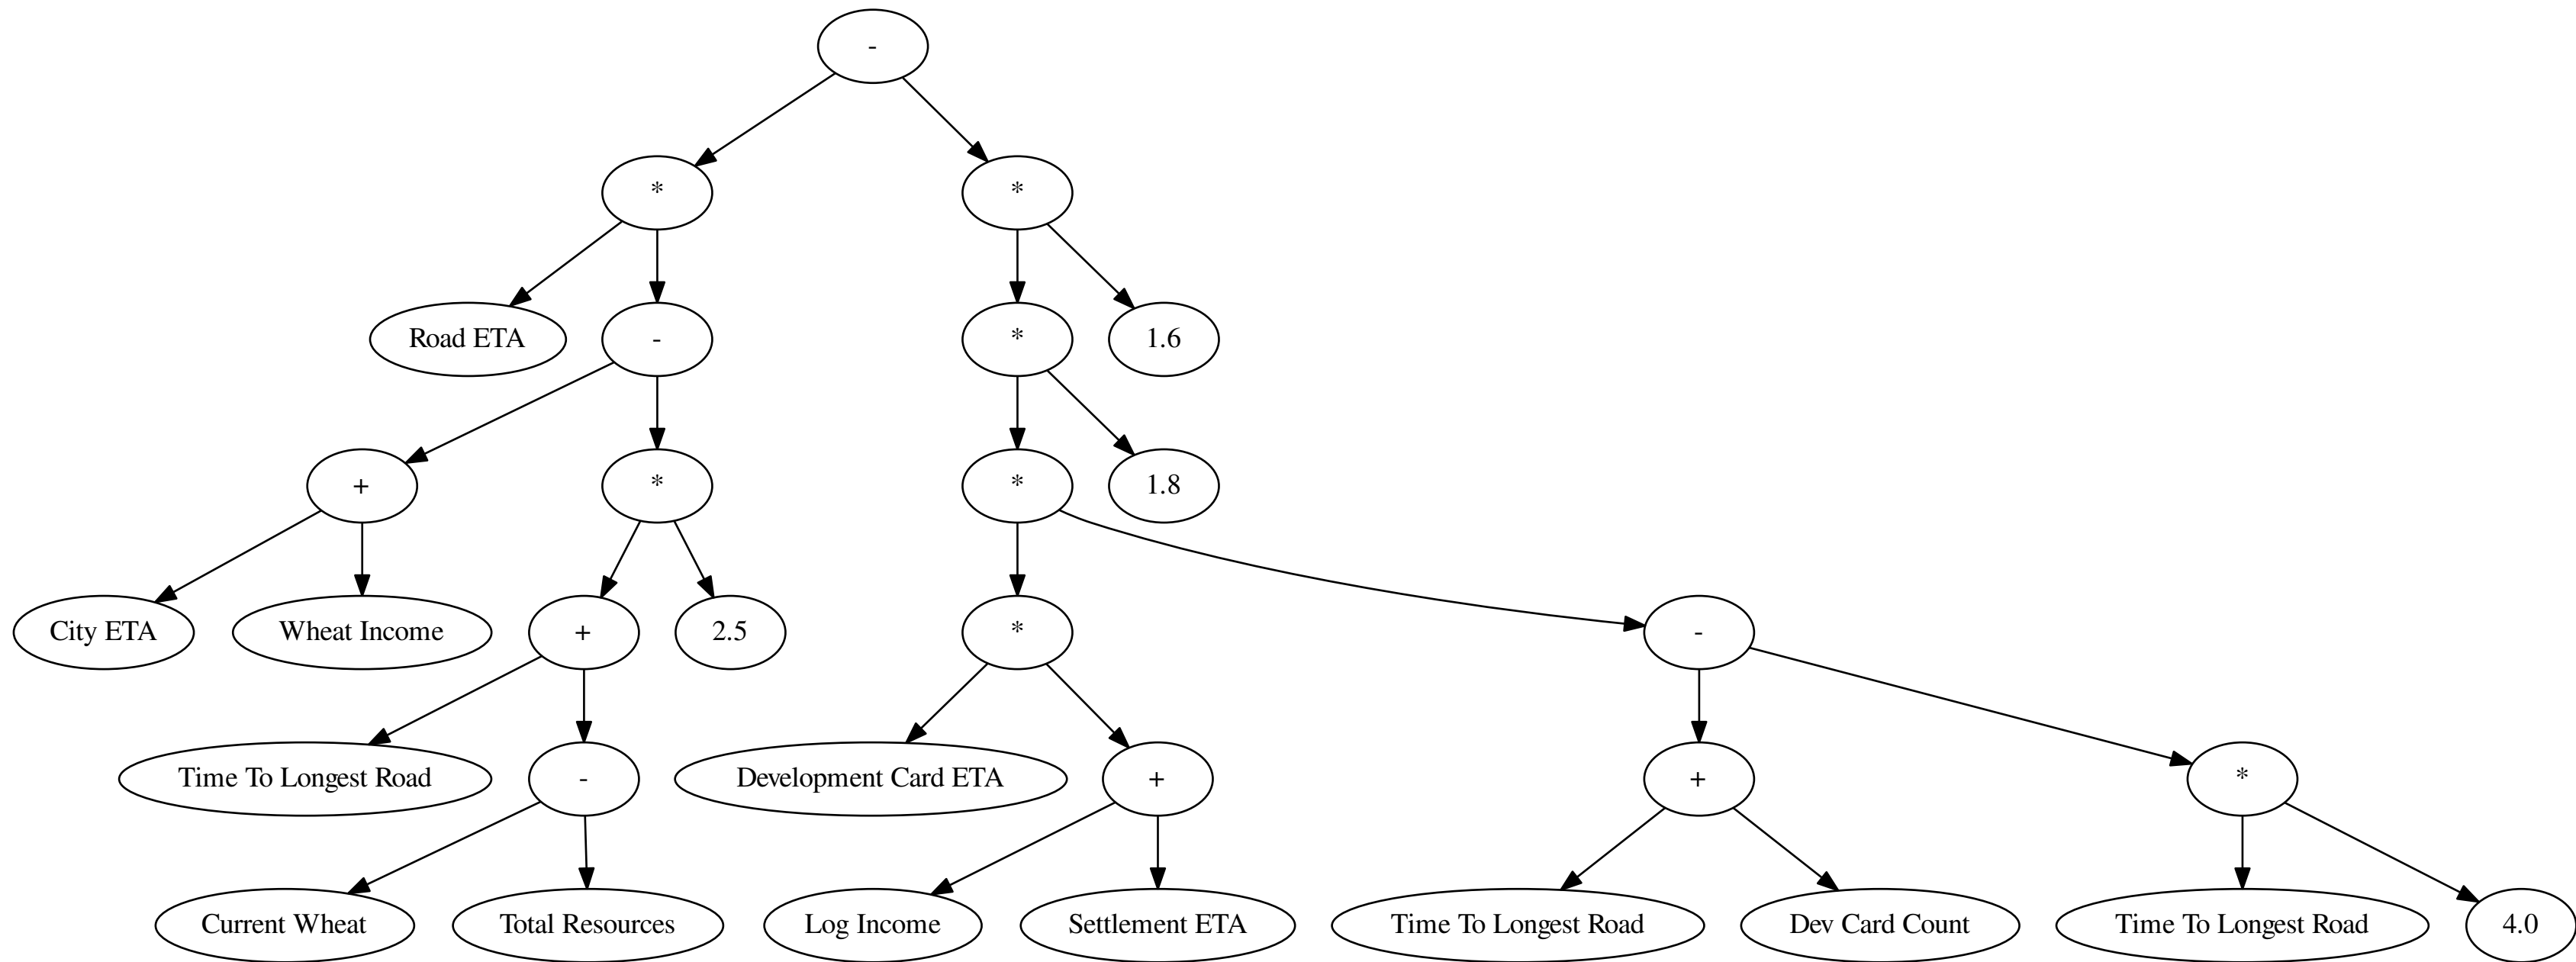 -
*
*
Road ETA
-
*
1.6
+
*
*
1.8
City ETA
Wheat Income
+
2.5
*
-
Time To Longest Road
-
Development Card ETA
+
+
*
Current Wheat
Total Resources
Log Income
Settlement ETA
Time To Longest Road
Dev Card Count
Time To Longest Road
4.0